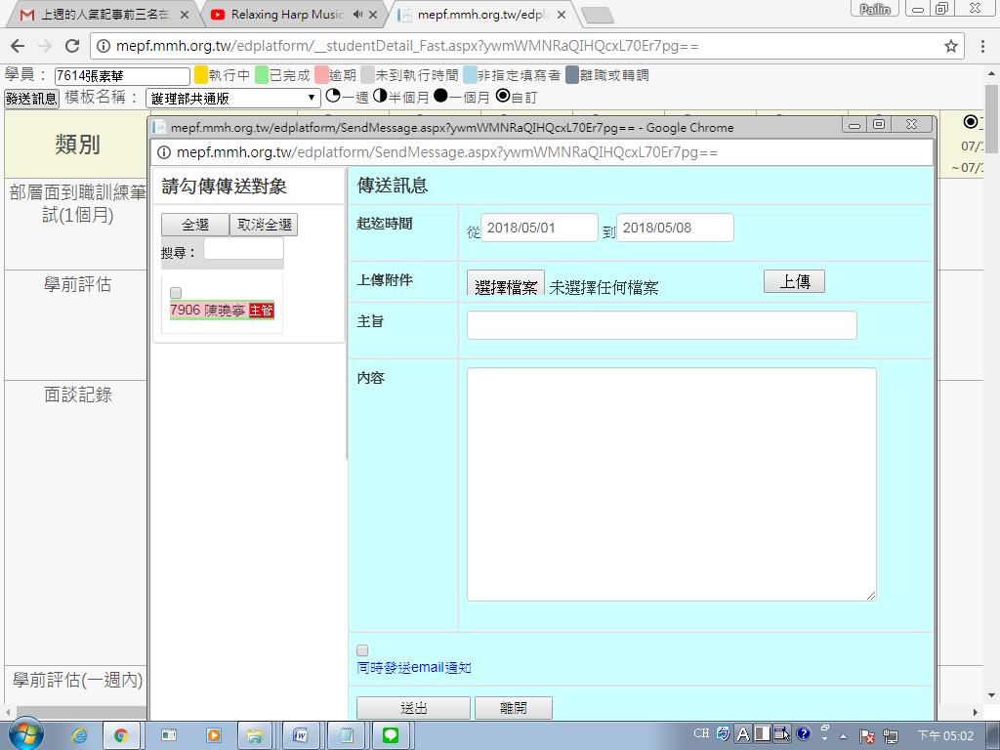 上週的人氣記事前三名在
Relaxing Harp Music
mepf.mmh.org.tw/edpla
Pailin
mepf.mmh.org.tw/edplatform/__studentDetail_Fast.aspx?ywmWMNRaQIHQcxL70Er7pg==
學員： 7614張素華 執行中 已完成 逾期 未到執行時間 非指定填寫者 離職或轉調
發送訊息 模板名稱： 護理部共通版 一週 半個月 一個月 自訂
類別
07/1
~07/1
部層面到職訓練筆
試(1個月)
學前評估
面談記錄
學前評估(一週內)
mepf.mmh.org.tw/edplatform/SendMessage.aspx?ywmWMNRaQIHQcxL70Er7pg== - Google Chrome
mepf.mmh.org.tw/edplatform/SendMessage.aspx?ywmWMNRaQIHQcxL70Er7pg==
請勾傳傳送對象
全選 取消全選
搜尋：
7906 陳曉寧 主管
傳送訊息
起迄時間 從 2018/05/01 到 2018/05/08
上傳附件 選擇檔案 未選擇任何檔案 上傳
主旨
內容
同時發送email通知
送出 離開
CH
下午 05:02